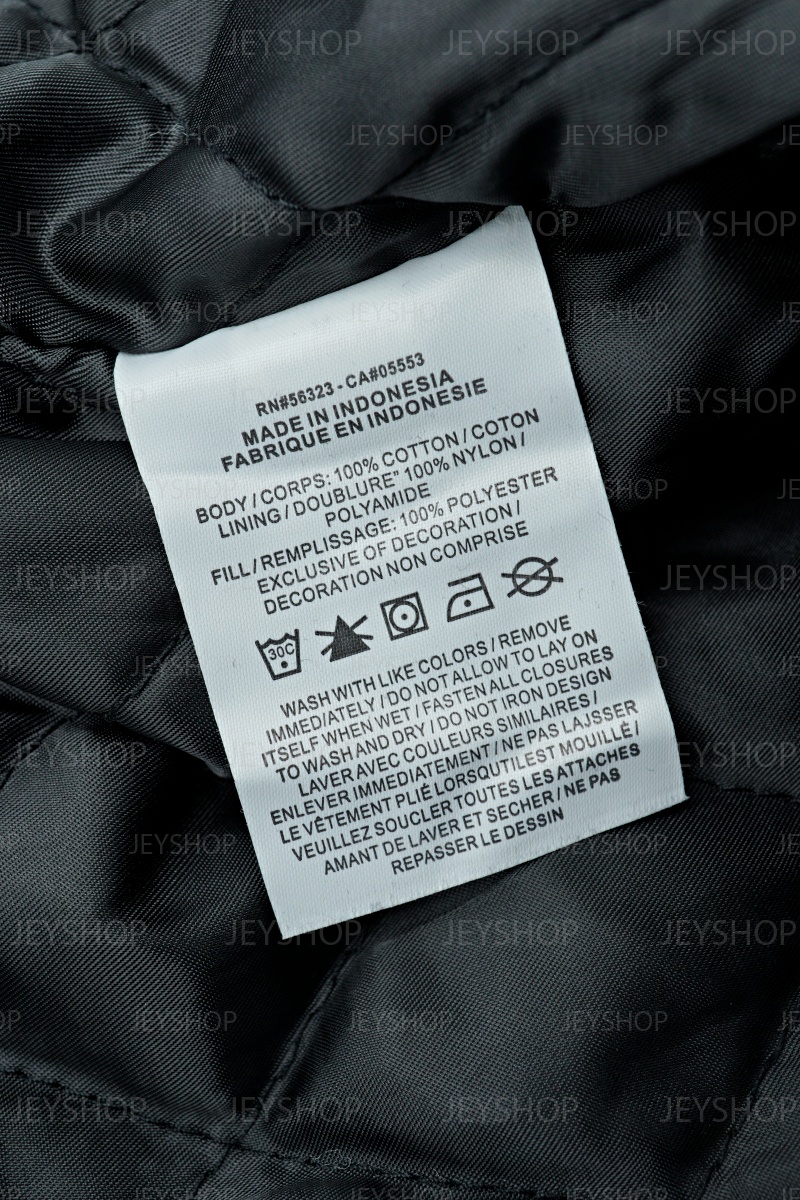 RN#56323 - CA#05553
MADE IN INDONESIA
FABRIQUE EN INDONESIE
BODY / CORPS: 100% COTTON / COTON
LINING / DOUBLURE" 100% NYLON /
POLYAMIDE
FILL / REMPLISSAGE: 100% POLYESTER
EXCLUSIVE OF DECORATION /
DECORATION NON COMPRISE
30C
WASH WITH LIKE COLORS / REMOVE
IMMEDIATELY / DO NOT ALLOW TO LAY ON
ITSELF WHEN WET / FASTEN ALL CLOSURES
TO WASH AND DRY / DO NOT IRON DESIGN
LAVER AVEC COULEURS SIMILAIRES /
ENLEVER IMMEDIATEMENT / NE PAS LAJSSER
LE VÊTEMENT PLIÉ LORSQUTILEST MOUILLÉ /
VEUILLEZ SOUCLER TOUTES LES ATTACHES
AMANT DE LAVER ET SECHER / NE PAS
REPASSER LE DESSIN
JEYSHOP